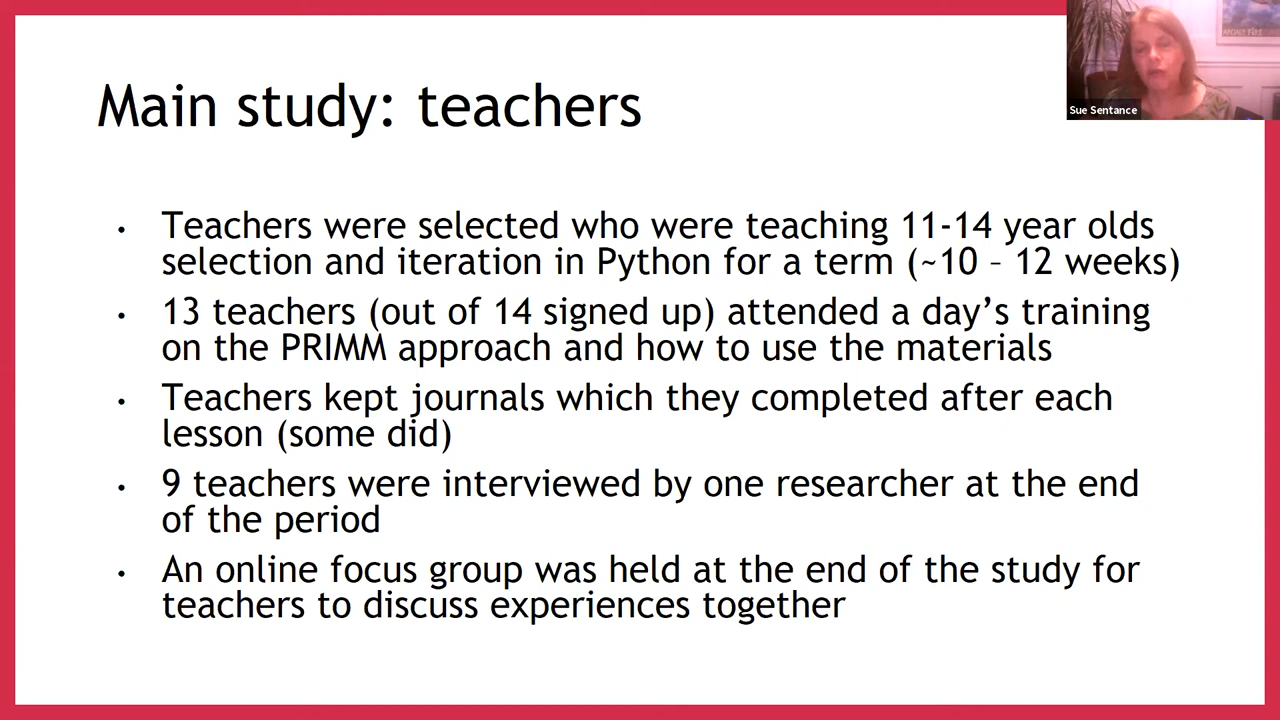 Main study: teachers
Sue Sentance
• Teachers were selected who were teaching 11-14 year olds
selection and iteration in Python for a term (~10 – 12 weeks)
• 13 teachers (out of 14 signed up) attended a day’s training
on the PRIMM approach and how to use the materials
• Teachers kept journals which they completed after each
lesson (some did)
• 9 teachers were interviewed by one researcher at the end
of the period
• An online focus group was held at the end of the study for
teachers to discuss experiences together